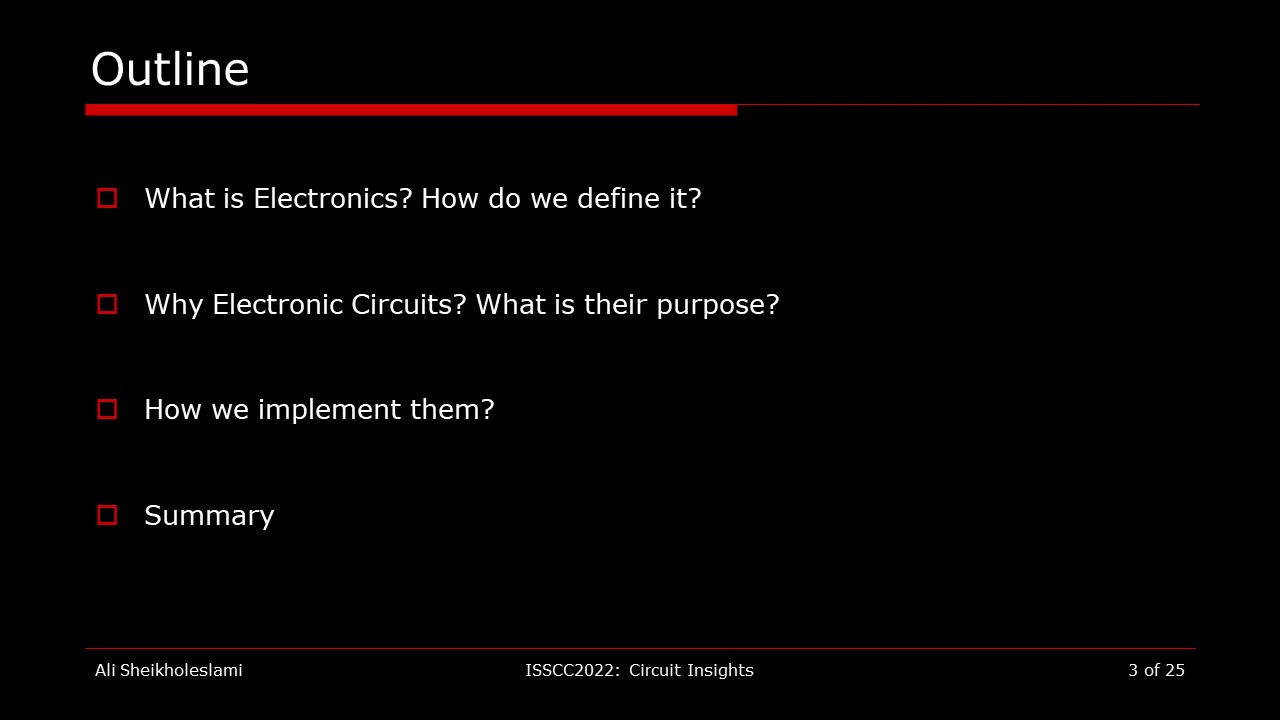 Outline
What is Electronics? How do we define it?
Why Electronic Circuits? What is their purpose?
How we implement them?
Summary
Ali Sheikholeslami
ISSCC2022: Circuit Insights
3 of 25